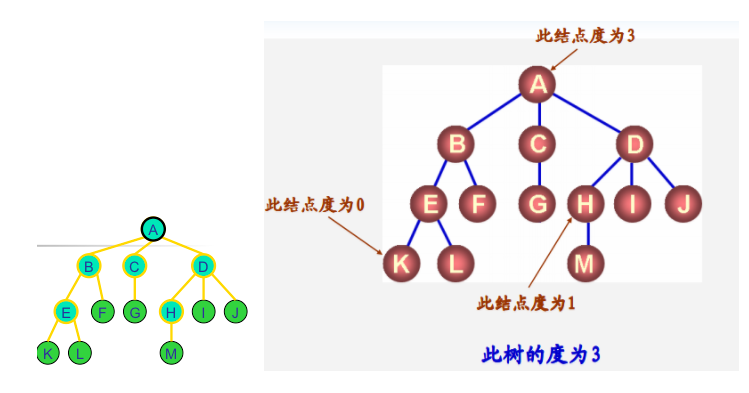 此结点度为3
A
B C D
此结点度为0
E F G H I J
K L M
此结点度为1
此树的度为3
A
B C D
E F G H I J
K L M